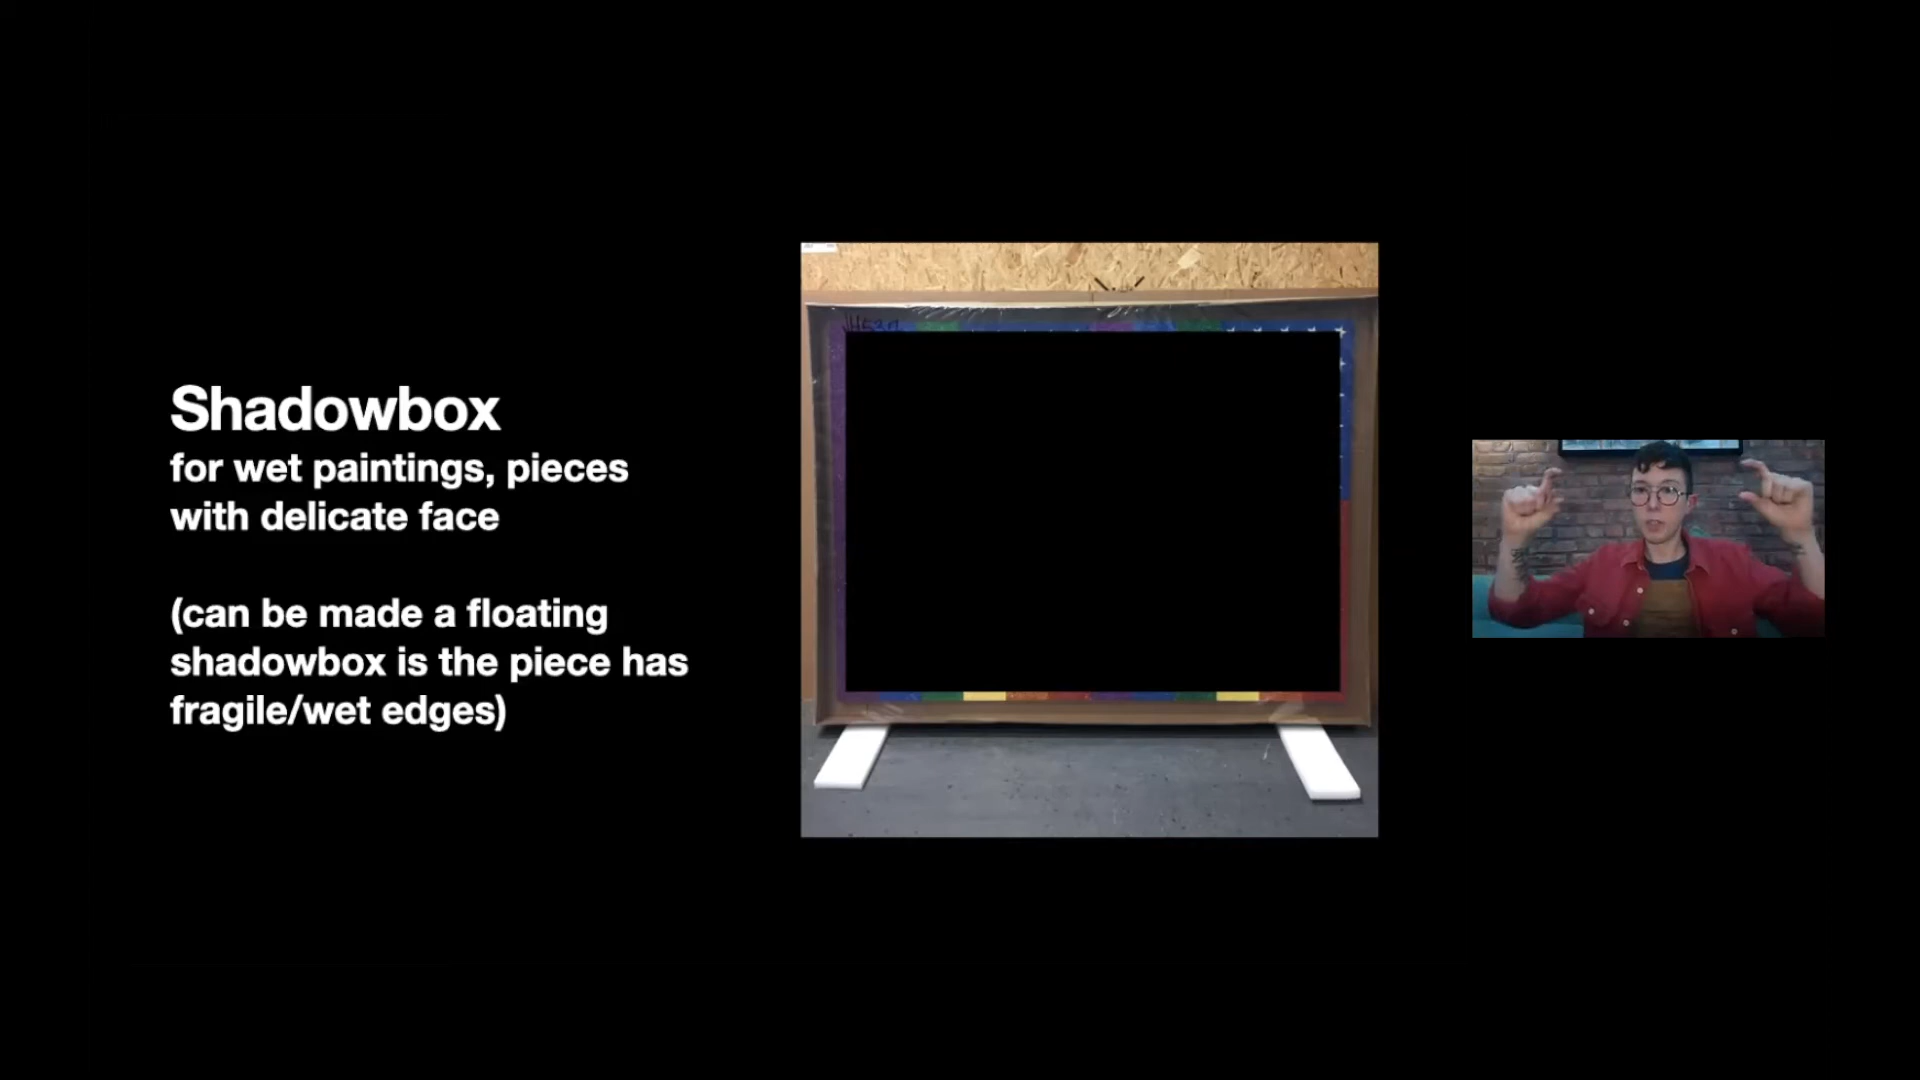 Shadowbox
for wet paintings, pieces
with delicate face
(can be made a floating
shadowbox is the piece has
fragile/wet edges)